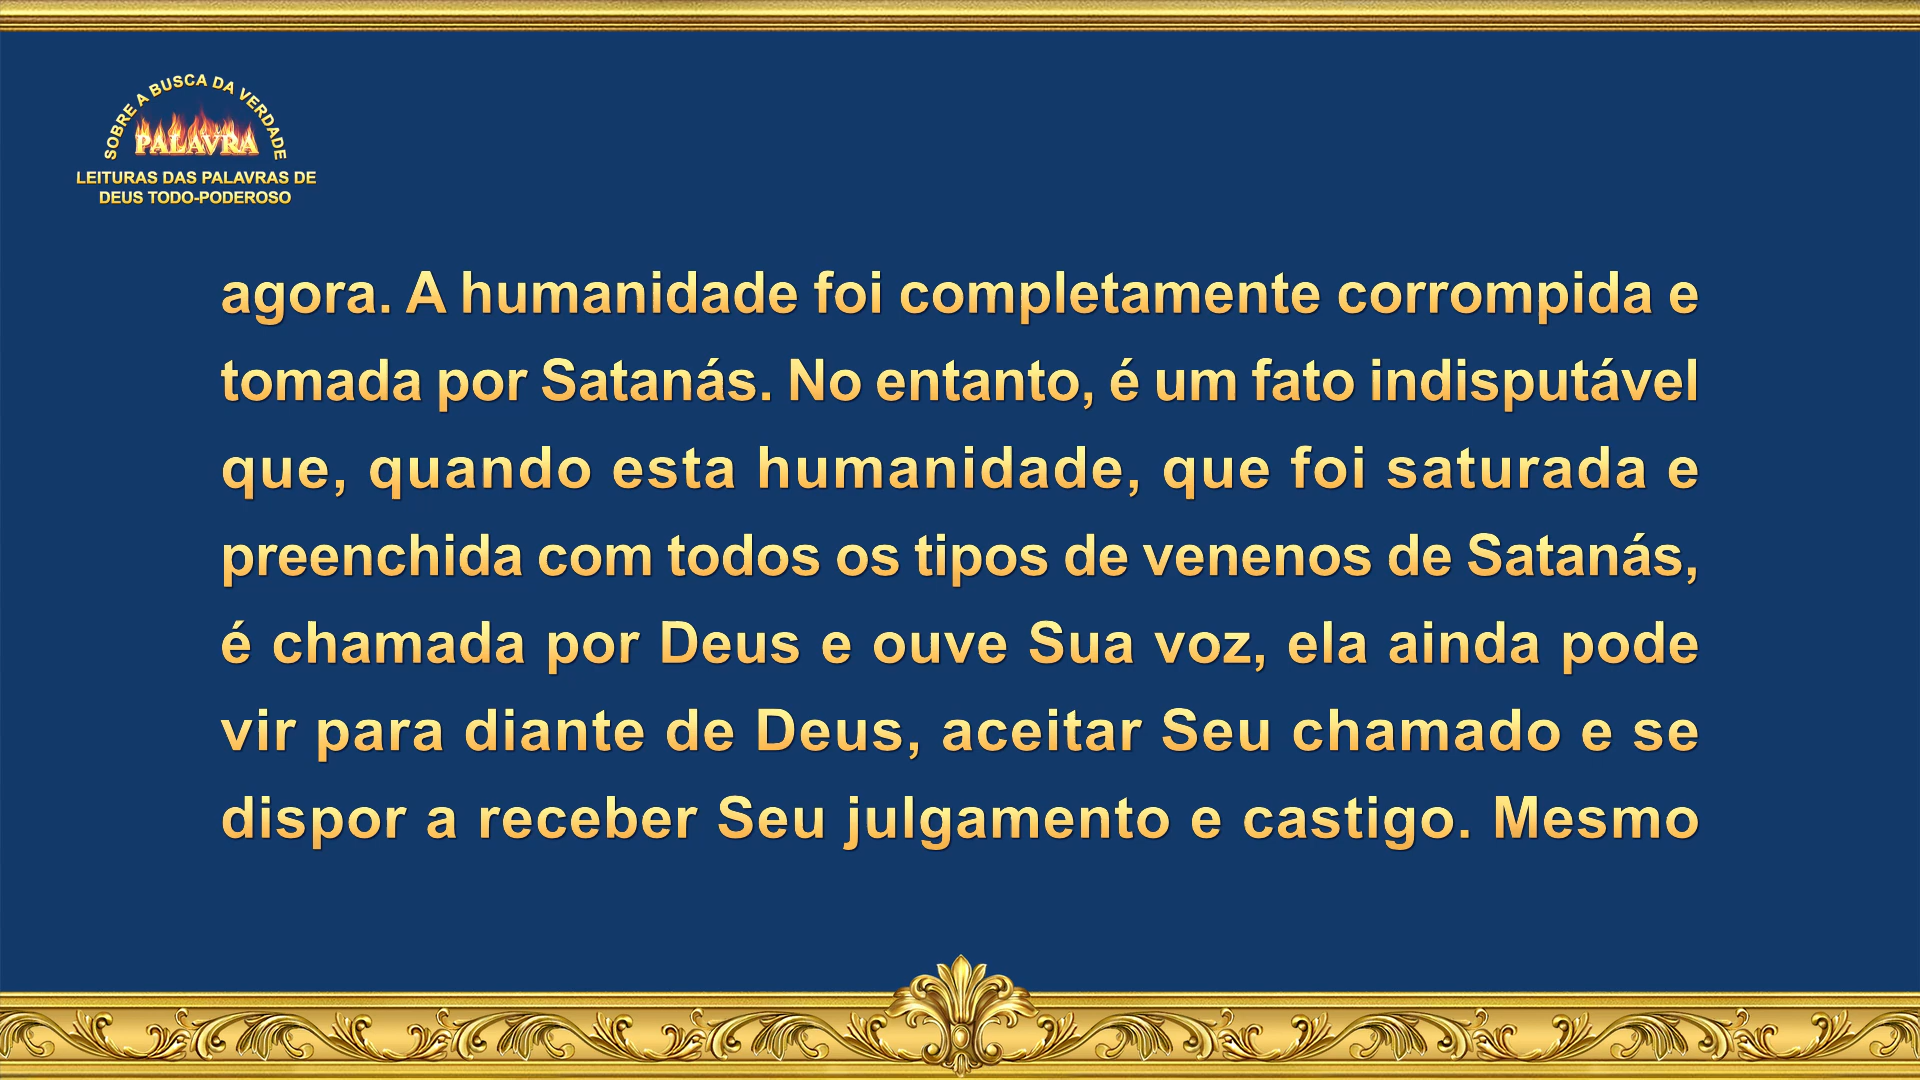 SOBRE A BUSCA DA VERDADE
PALAVRA
LEITURAS DAS PALAVRAS DE
DEUS TODO-PODEROSO
agora. A humanidade foi completamente corrompida e
tomada por Satanás. No entanto, é um fato indisputável
que, quando esta humanidade, que foi saturada e
preenchida com todos os tipos de venenos de Satanás,
é chamada por Deus e ouve Sua voz, ela ainda pode
vir para diante de Deus, aceitar Seu chamado e se
dispor a receber Seu julgamento e castigo. Mesmo